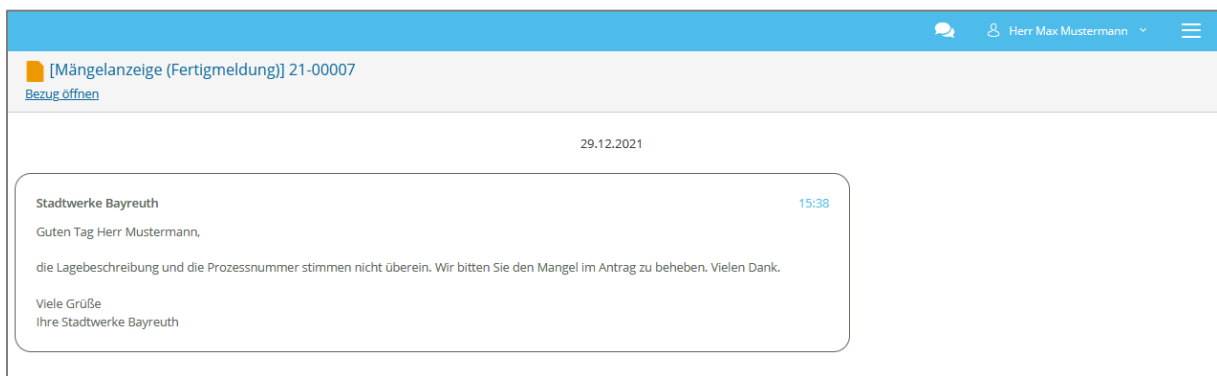 Herr Max Mustermann
[Mängelanzeige (Fertigmeldung)] 21-00007
Bezug öffnen
29.12.2021
Stadtwerke Bayreuth 15:38
Guten Tag Herr Mustermann,
die Lagebeschreibung und die Prozessnummer stimmen nicht überein. Wir bitten Sie den Mangel im Antrag zu beheben. Vielen Dank.
Viele Grüße
Ihre Stadtwerke Bayreuth